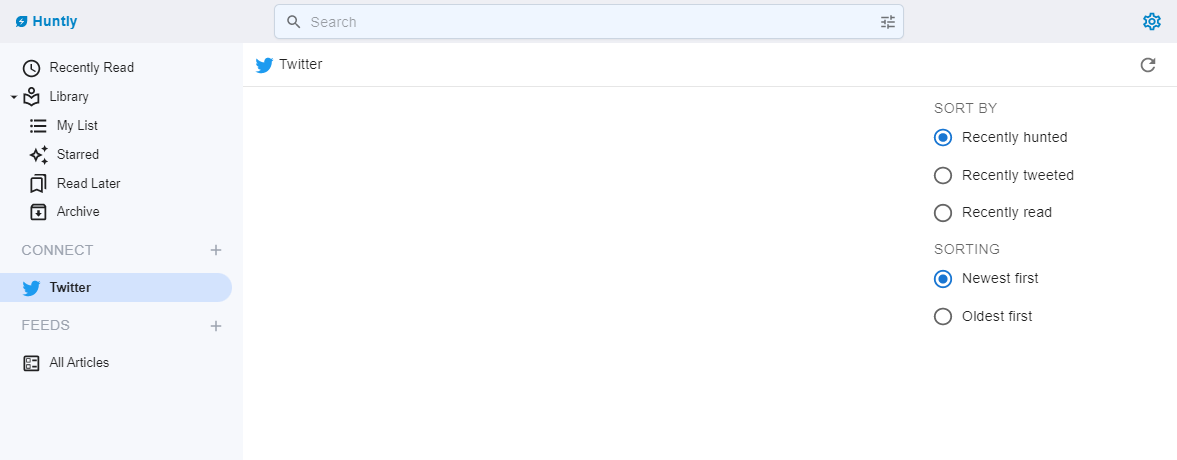 Huntly
Search
Recently Read
Library
My List
Starred
Read Later
Archive
CONNECT
Twitter
FEEDS
All Articles
Twitter
SORT BY
Recently hunted
Recently tweeted
Recently read
SORTING
Newest first
Oldest first